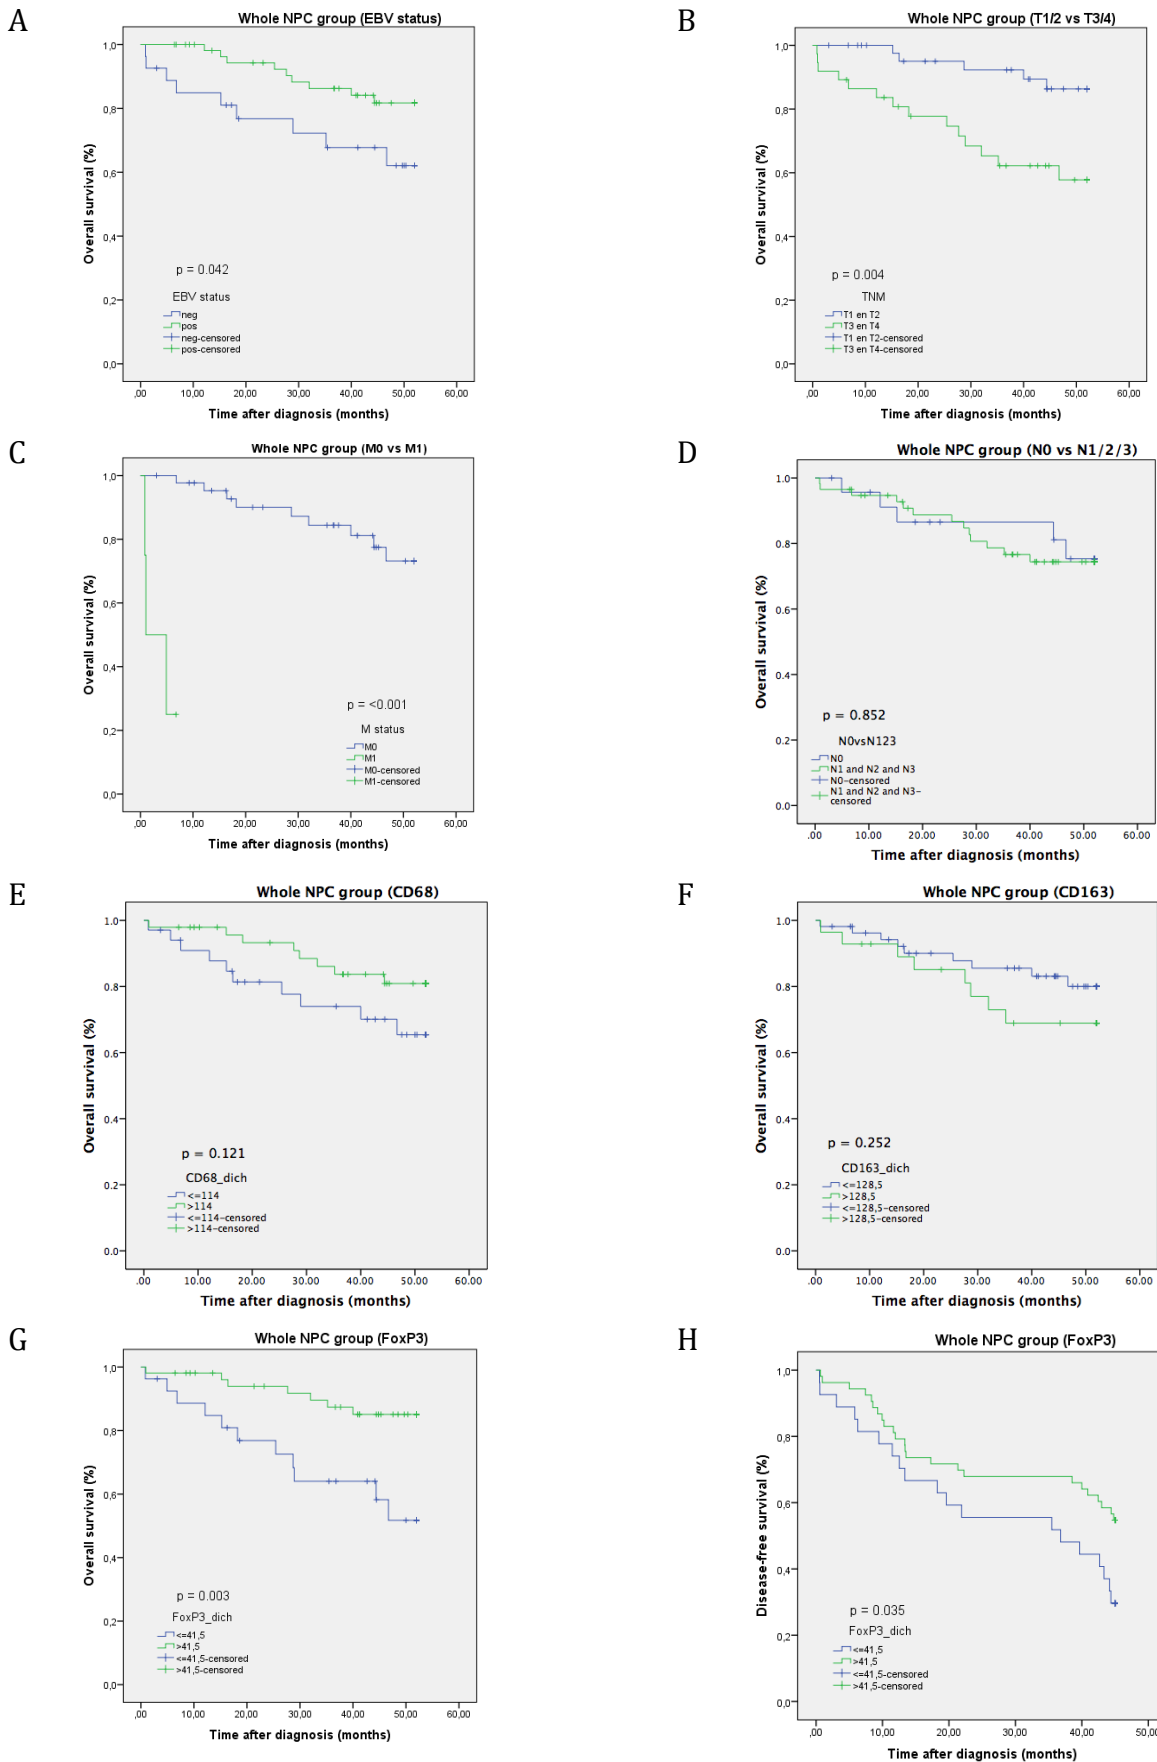 A
Whole NPC group (EBV status)
Overall survival (%)
1,0
0,8
0,6
0,4
0,2
0,0
p = 0.042
EBV status
neg
pos
neg-censored
pos-censored
,00 10,00 20,00 30,00 40,00 50,00 60,00
Time after diagnosis (months)
B
Whole NPC group (T1/2 vs T3/4)
Overall survival (%)
1,0
0,8
0,6
0,4
0,2
0,0
p = 0.004
TNM
T1 en T2
T3 en T4
T1 en T2-censored
T3 en T4-censored
,00 10,00 20,00 30,00 40,00 50,00 60,00
Time after diagnosis (months)
C
Whole NPC group (M0 vs M1)
Overall survival (%)
1,0
0,8
0,6
0,4
0,2
0,0
p = <0.001
M status
M0
M1
M0-censored
M1-censored
,00 10,00 20,00 30,00 40,00 50,00 60,00
Time after diagnosis (months)
D
Whole NPC group (N0 vs N1/2/3)
Overall survival (%)
1.0
0.8
0.6
0.4
0.2
0.0
p = 0.852
N0vsN123
N0
N1 and N2 and N3
N0-censored
N1 and N2 and N3-
censored
.00 10.00 20.00 30.00 40.00 50.00 60.00
Time after diagnosis (months)
E
Whole NPC group (CD68)
Overall survival (%)
1.0
0.8
0.6
0.4
0.2
0.0
p = 0.121
CD68_dich
<=114
>114
<=114-censored
>114-censored
.00 10.00 20.00 30.00 40.00 50.00 60.00
Time after diagnosis (months)
F
Whole NPC group (CD163)
Overall survival (%)
1.0
0.8
0.6
0.4
0.2
0.0
p = 0.252
CD163_dich
<=128,5
>128,5
<=128,5-censored
>128,5-censored
.00 10.00 20.00 30.00 40.00 50.00 60.00
Time after diagnosis (months)
G
Whole NPC group (FoxP3)
Overall survival (%)
1,0
0,8
0,6
0,4
0,2
0,0
p = 0.003
FoxP3_dich
<=41,5
>41,5
<=41,5-censored
>41,5-censored
,00 10,00 20,00 30,00 40,00 50,00 60,00
Time after diagnosis (months)
H
Whole NPC group (FoxP3)
Disease-free survival (%)
1,0
0,8
0,6
0,4
0,2
0,0
p = 0.035
FoxP3_dich
<=41,5
>41,5
<=41,5-censored
>41,5-censored
,00 10,00 20,00 30,00 40,00 50,00
Time after diagnosis (months)